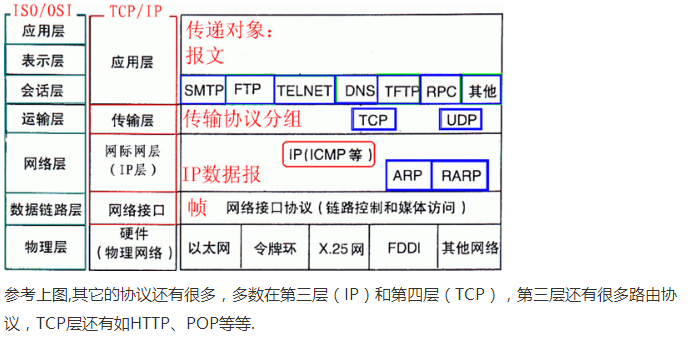 ISO/OSI TCP/IP
应用层 传递对象：
表示层 应用层 报文
会话层 SMTP FTP TELNET DNS TFTP RPC 其他
运输层 传输层 传输协议分组 TCP UDP
网络层 网际网层 IP(ICMP等)
(IP层) IP数据报 ARP RARP
数据链路层 网络接口 帧 网络接口协议(链路控制和媒体访问)
物理层 硬件 以太网 令牌环 X.25网 FDDI 其他网络
(物理网络)
参考上图,其它的协议还有很多，多数在第三层（IP）和第四层（TCP），第三层还有很多路由协
议，TCP层还有如HTTP、POP等等.